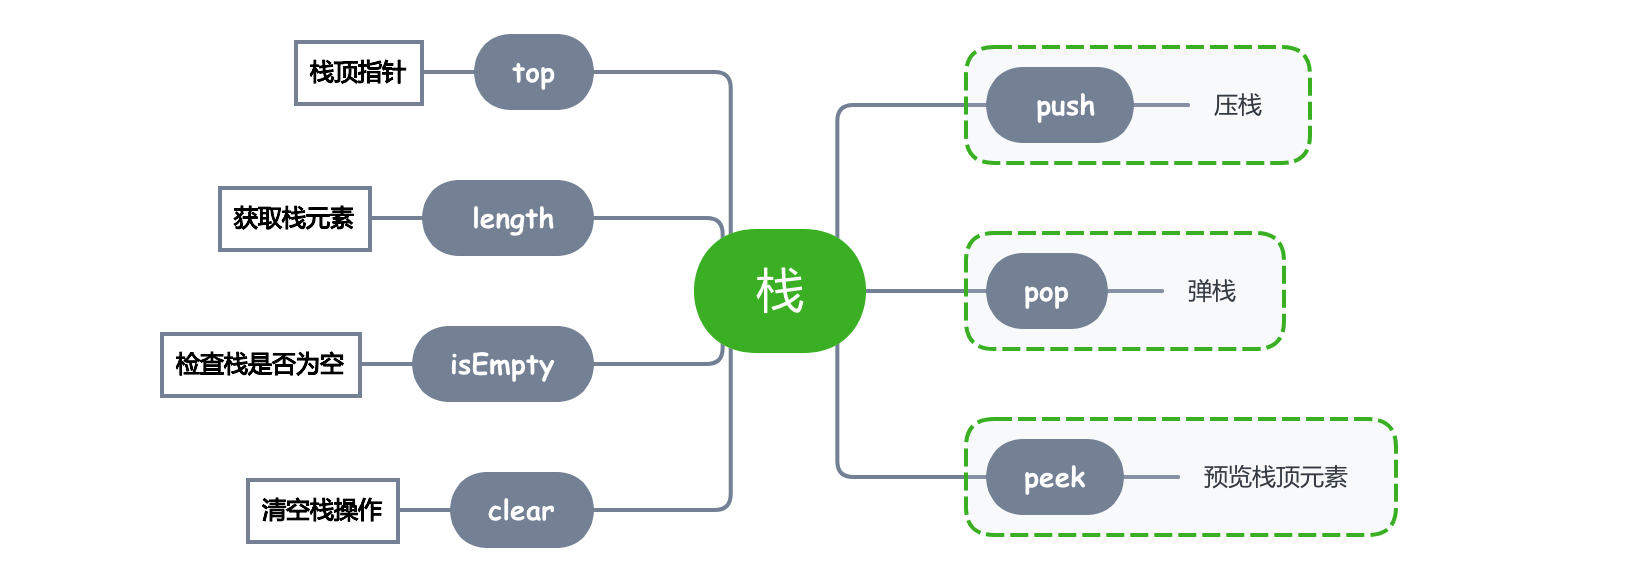 栈顶指针
top
获取栈元素
length
检查栈是否为空
isEmpty
清空栈操作
clear
栈
push
压栈
pop
弹栈
peek
预览栈顶元素